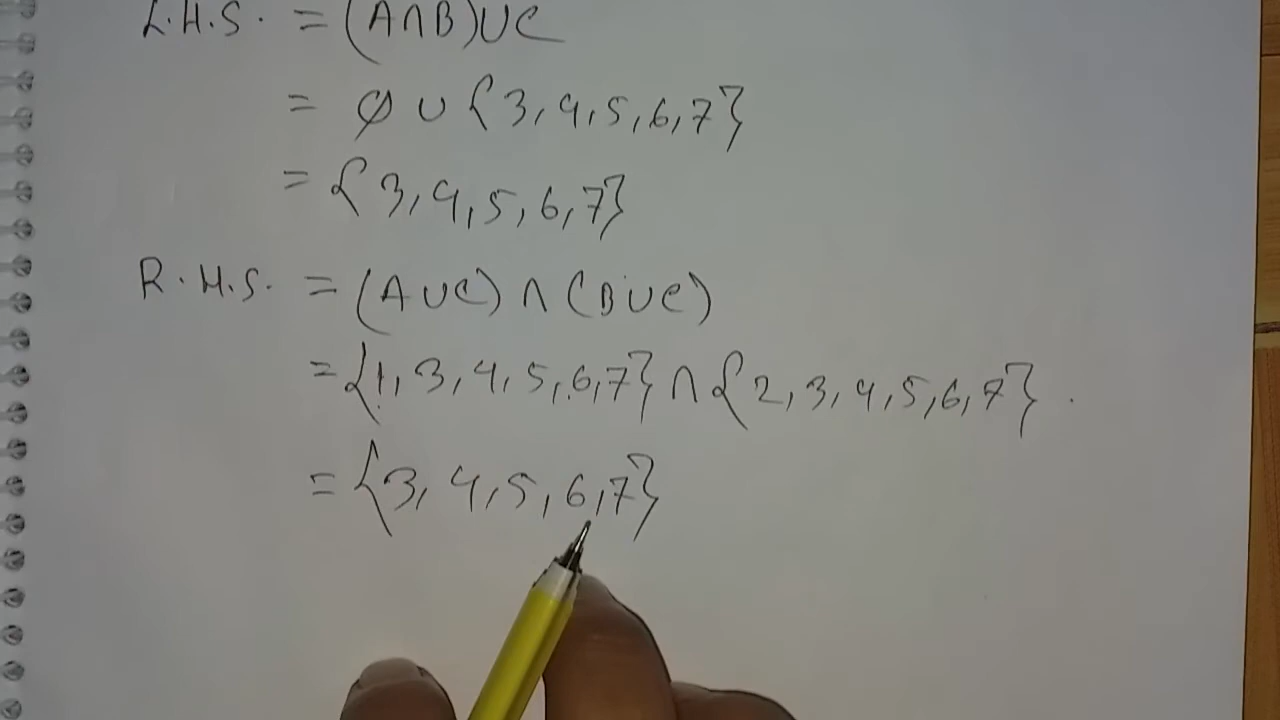 L.H.S. = (A∩B)∪C
= ∅ ∪ {3,4,5,6,7}
= {3,4,5,6,7}
R.H.S. = (A∪C) ∩ (B∪C)
= {1,3,4,5,6,7} ∩ {2,3,4,5,6,7}.
= {3,4,5,6,7}